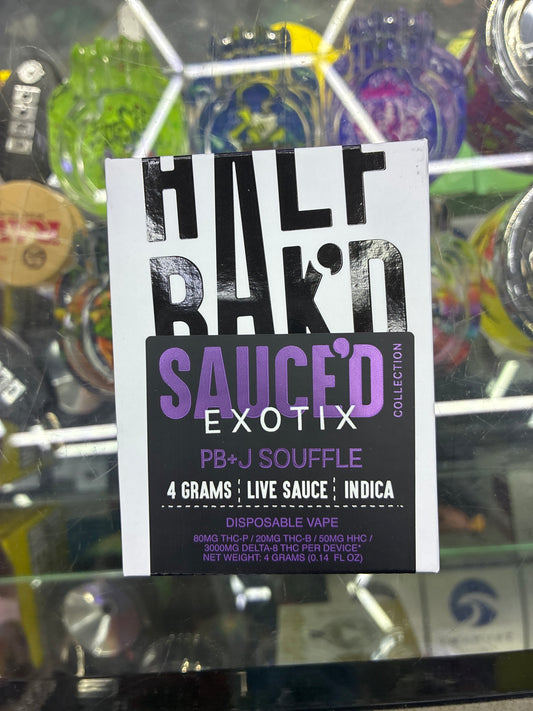 HALF
BAK'D
SAUCE'D
EXOTIX
COLLECTION
PB+J SOUFFLE
4 GRAMS | LIVE SAUCE | INDICA
DISPOSABLE VAPE
80MG THC-P / 20MG THC-B / 50MG HHC /
3000MG DELTA-8 THC PER DEVICE*
NET WEIGHT: 4 GRAMS (0.14 FL OZ)